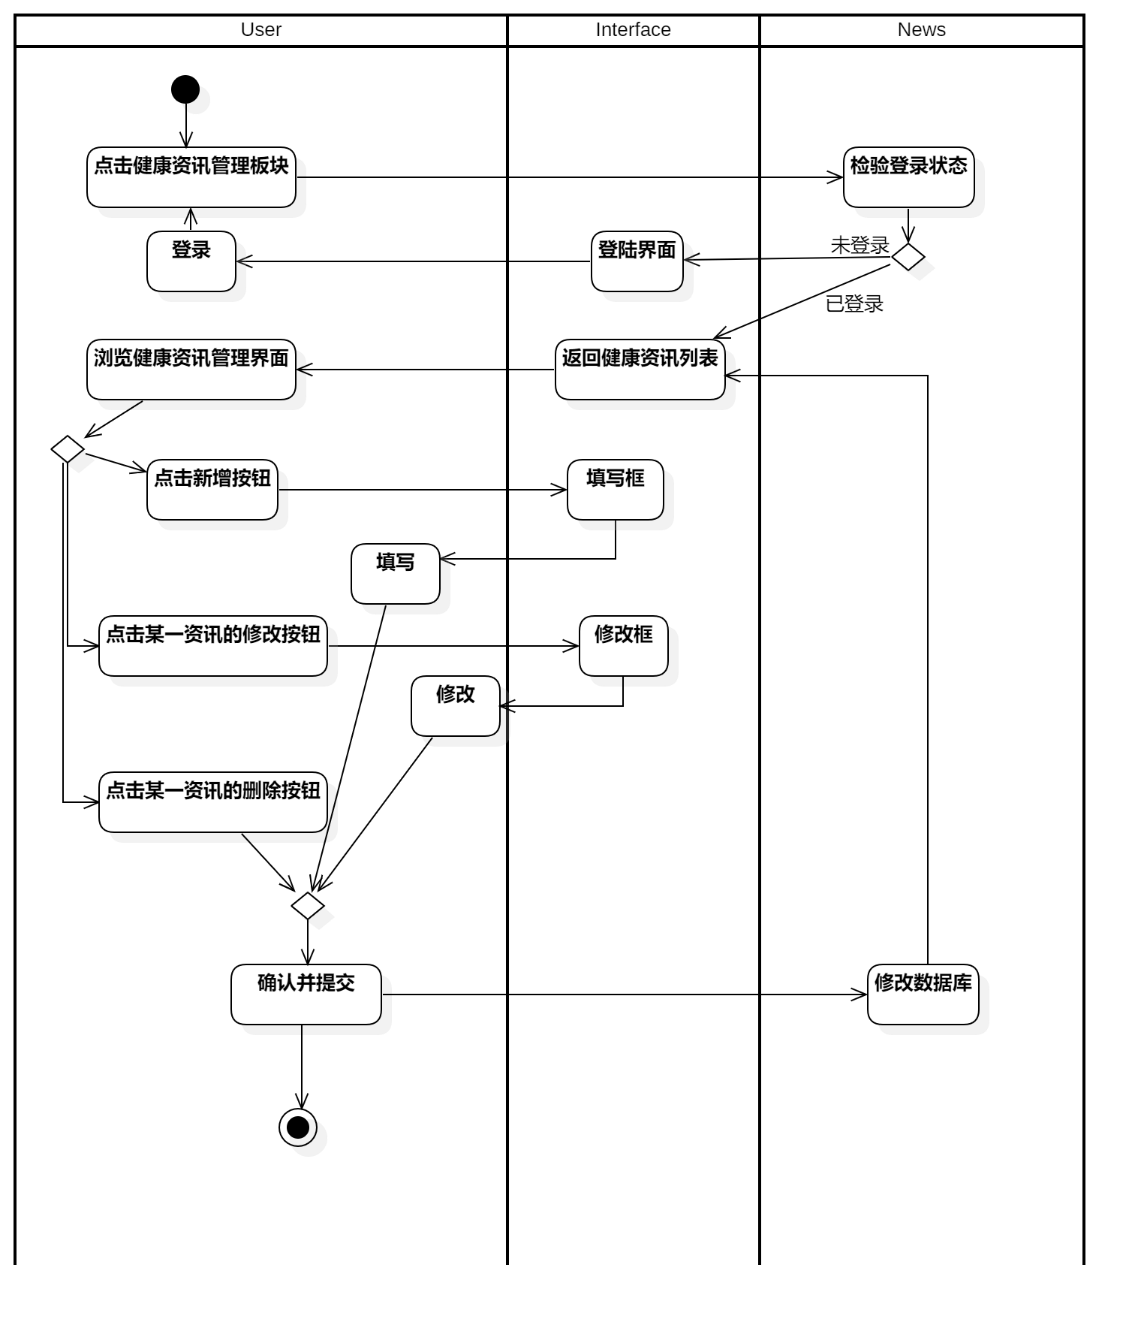 User
Interface
News
点击健康资讯管理板块
检验登录状态
登录
登陆界面
未登录
已登录
浏览健康资讯管理界面
返回健康资讯列表
点击新增按钮
填写框
填写
点击某一资讯的修改按钮
修改框
修改
点击某一资讯的删除按钮
确认并提交
修改数据库